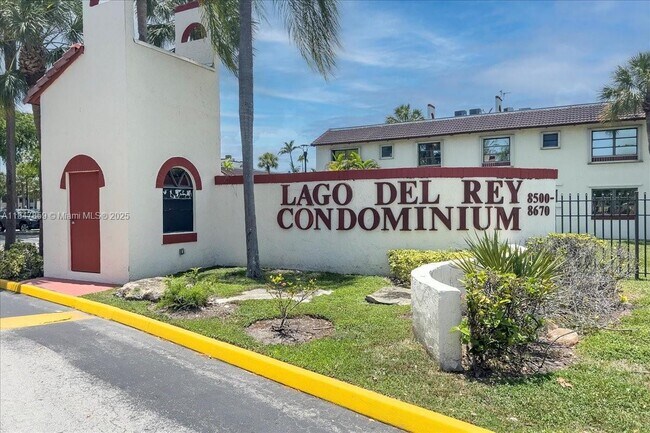 LAGO DEL REY
CONDOMINIUM
8500-
8670
© Miami MLS © 2025